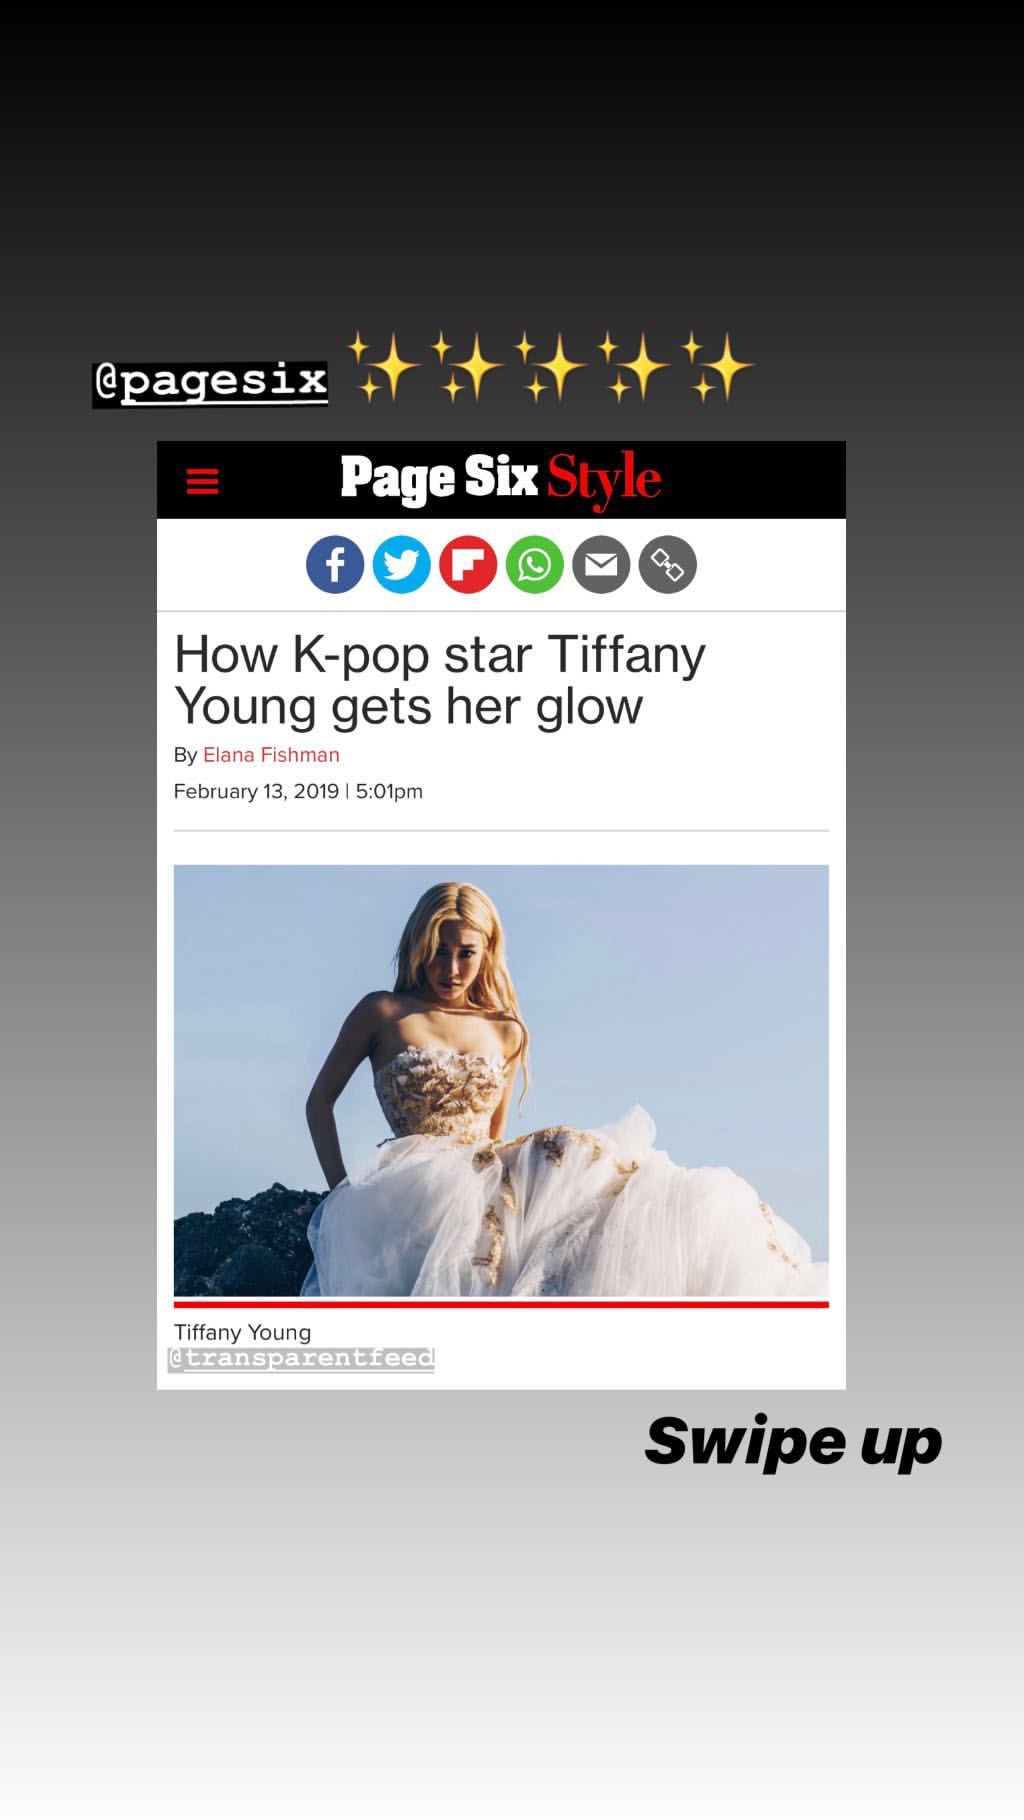 @pagesix
Page Six Style
How K-pop star Tiffany
Young gets her glow
By Elana Fishman
February 13, 2019 | 5:01pm
Tiffany Young
@transparentfeed
Swipe up